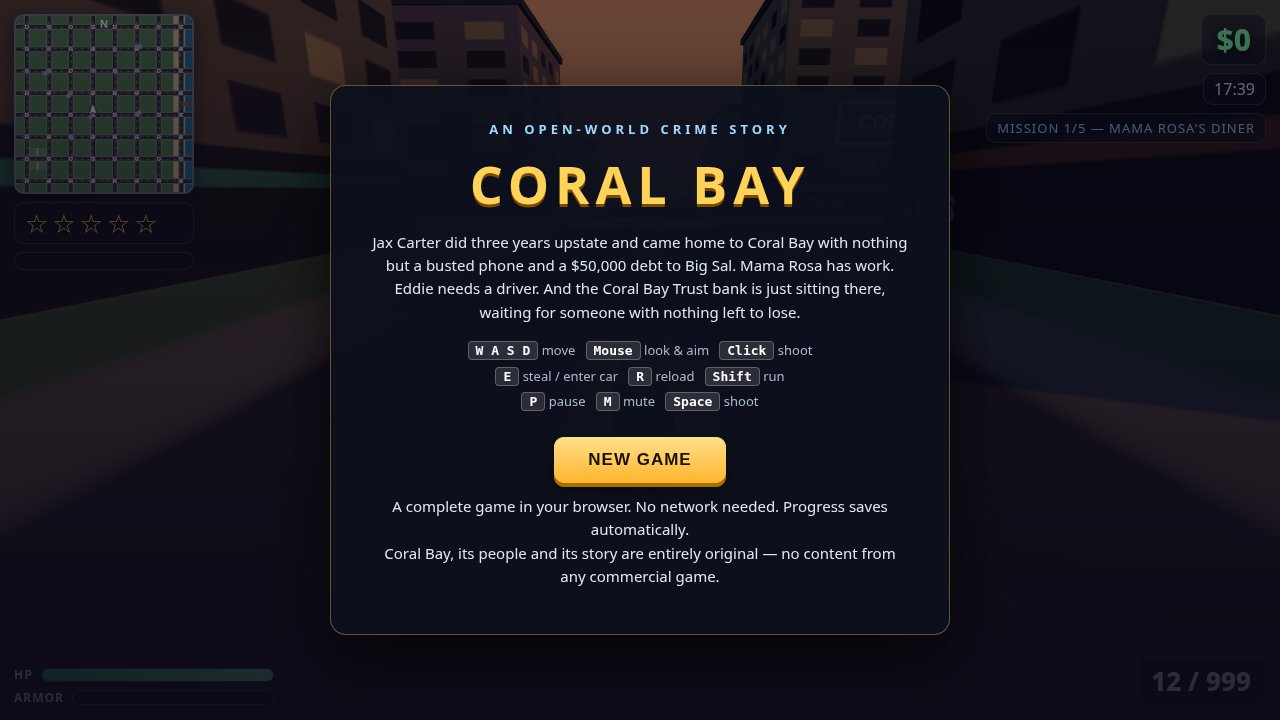 N
$0
17:39
MISSION 1/5 — MAMA ROSA'S DINER
☆☆☆☆☆
AN OPEN-WORLD CRIME STORY
CORAL BAY
Jax Carter did three years upstate and came home to Coral Bay with nothing
but a busted phone and a $50,000 debt to Big Sal. Mama Rosa has work.
Eddie needs a driver. And the Coral Bay Trust bank is just sitting there,
waiting for someone with nothing left to lose.
W A S D move Mouse look & aim Click shoot
E steal / enter car R reload Shift run
P pause M mute Space shoot
NEW GAME
A complete game in your browser. No network needed. Progress saves
automatically.
Coral Bay, its people and its story are entirely original — no content from
any commercial game.
HP
ARMOR
12 / 999